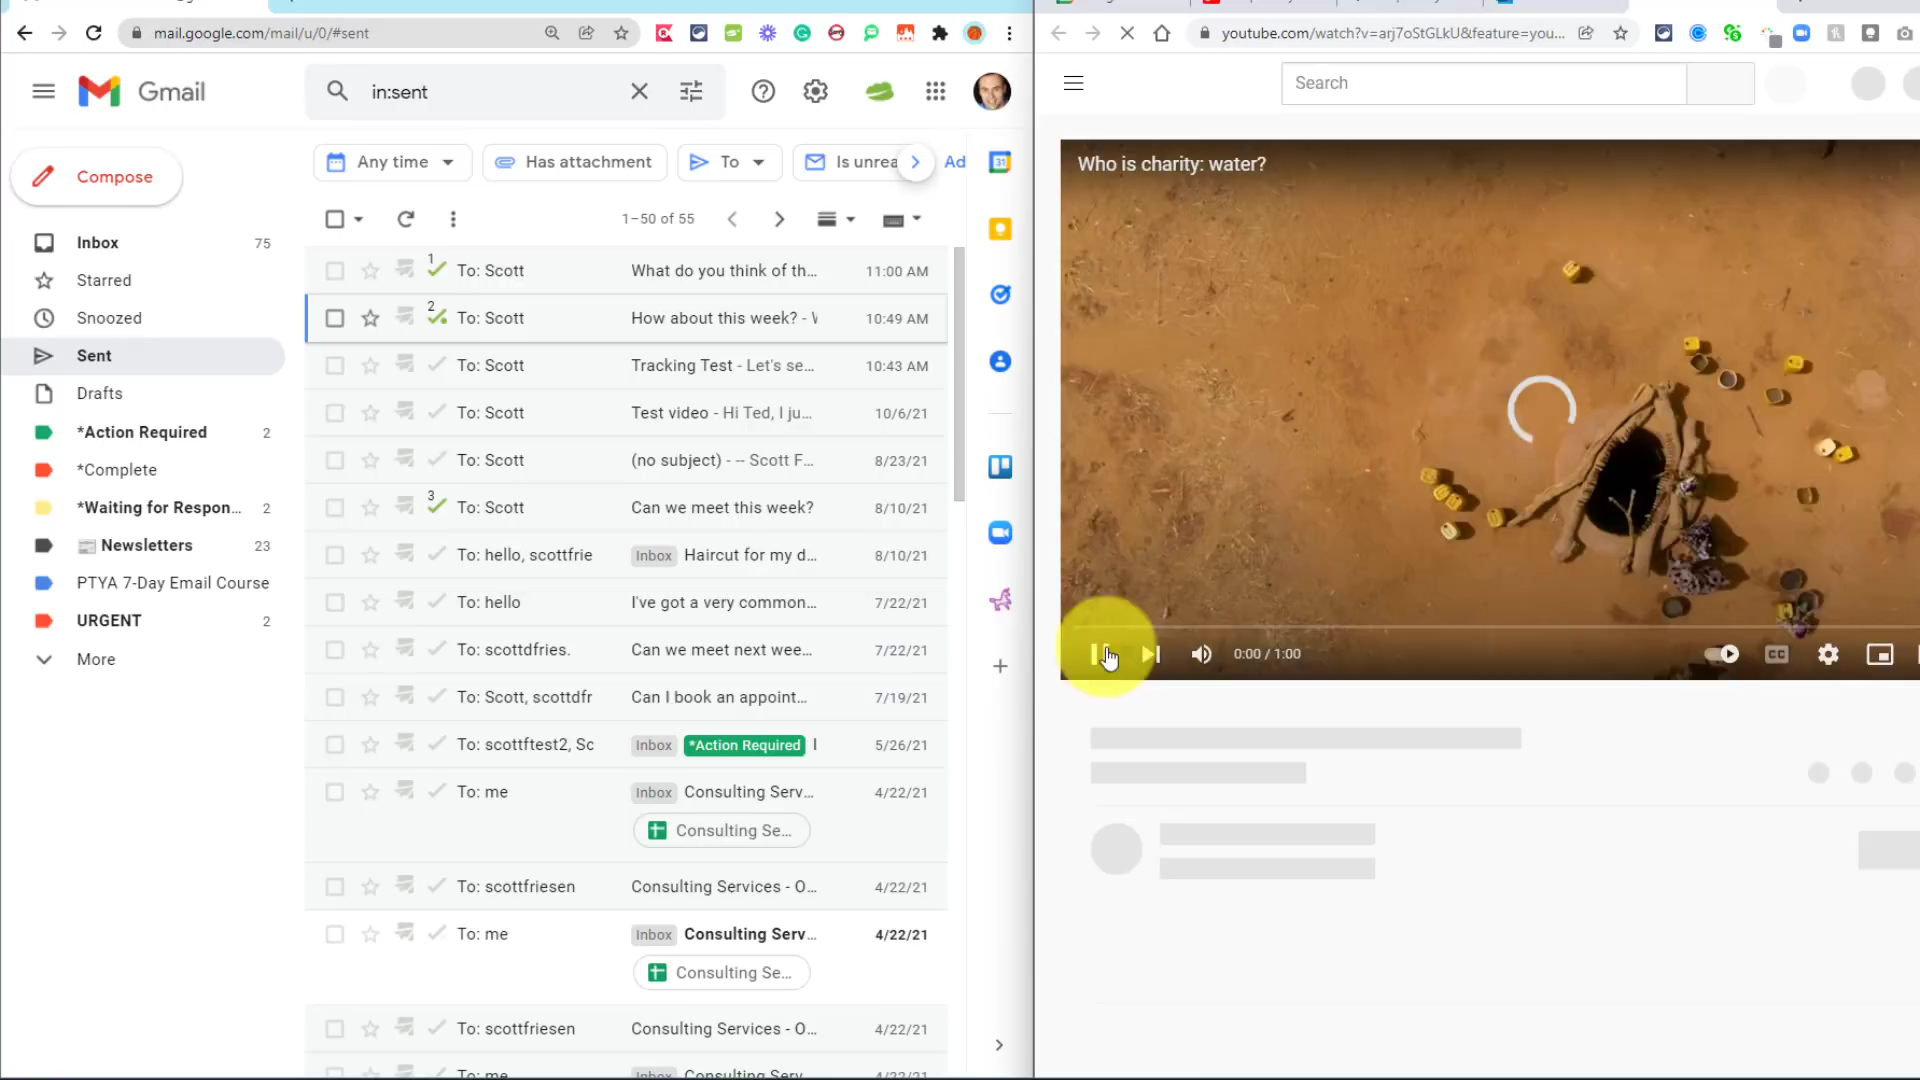 mail.google.com/mail/u/0/#sent
Gmail
in:sent
Compose
Any time
Has attachment
To
Is unrea
Ad
1–50 of 55
Inbox 75
Starred
Snoozed
Sent
Drafts
*Action Required 2
*Complete
*Waiting for Respon... 2
Newsletters 23
PTYA 7-Day Email Course
URGENT 2
More
1 To: Scott What do you think of th... 11:00 AM
2 To: Scott How about this week? - 10:49 AM
To: Scott Tracking Test - Let's se... 10:43 AM
To: Scott Test video - Hi Ted, I ju... 10/6/21
To: Scott (no subject) - -- Scott F... 8/23/21
3 To: Scott Can we meet this week? 8/10/21
To: hello, scottfrie Inbox Haircut for my d... 8/10/21
To: hello I've got a very common... 7/22/21
To: scottdfries. Can we meet next wee... 7/22/21
To: Scott, scottdfr Can I book an appoint... 7/19/21
To: scottftest2, Sc Inbox *Action Required 5/26/21
To: me Inbox Consulting Serv... 4/22/21
Consulting Se...
To: scottfriesen Consulting Services - O... 4/22/21
To: me Inbox Consulting Serv... 4/22/21
Consulting Se...
To: scottfriesen Consulting Services - O... 4/22/21
To: me Inbox Consulting Serv 4/22/21
31
youtube.com/watch?v=arj7oStGLkU&feature=you...
Search
Who is charity: water?
0:00 / 1:00
CC